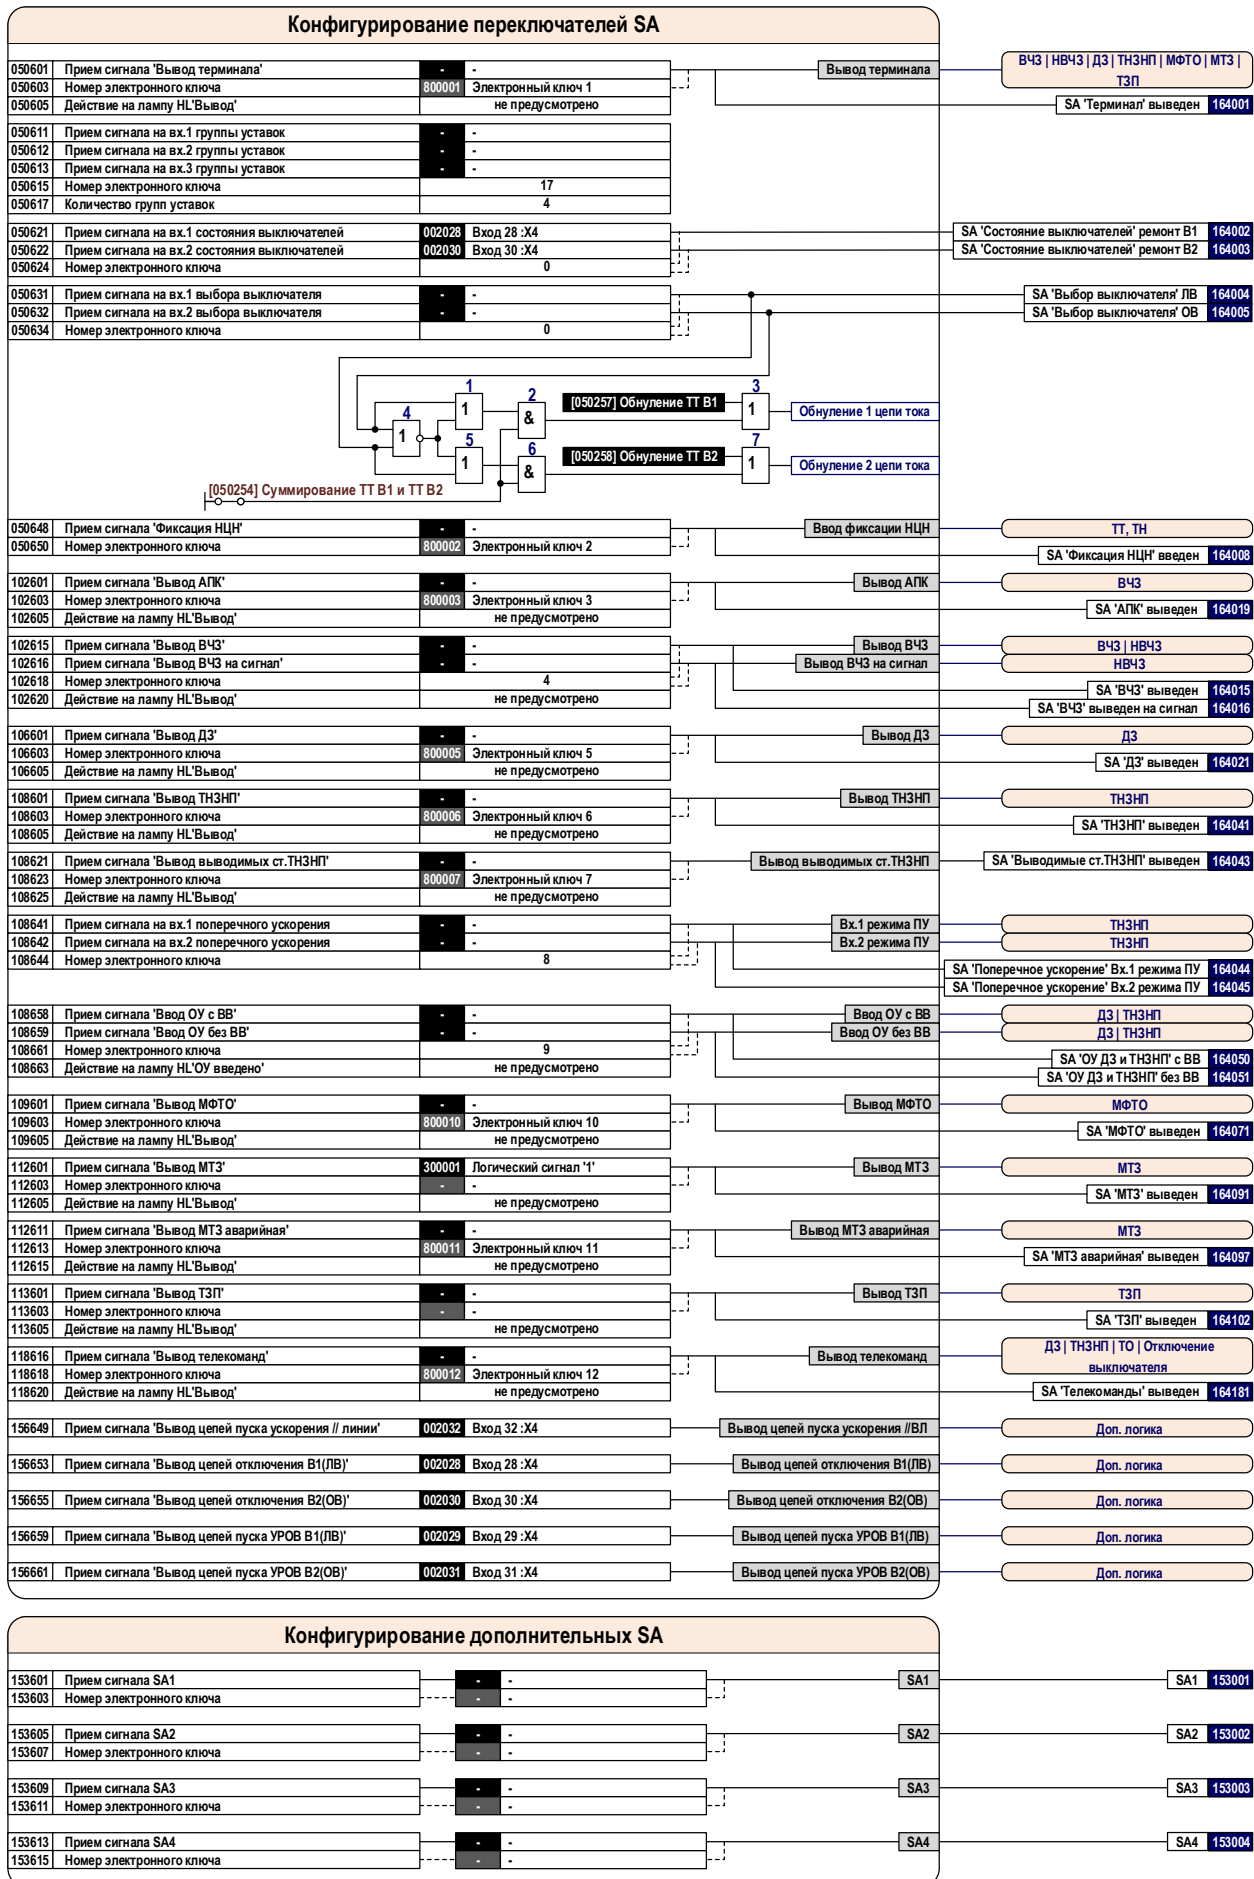 Конфигурирование переключателей SA
050601 Прием сигнала 'Вывод терминала' - - Вывод терминала ВЧЗ | НВЧЗ | ДЗ | ТНЗНП | МФТО | МТЗ |
ТЗП
050603 Номер электронного ключа 800001 Электронный ключ 1
050605 Действие на лампу HL'Вывод' не предусмотрено SA 'Терминал' выведен 164001
050611 Прием сигнала на вх.1 группы уставок - -
050612 Прием сигнала на вх.2 группы уставок - -
050613 Прием сигнала на вх.3 группы уставок - -
050615 Номер электронного ключа 17
050617 Количество групп уставок 4
050621 Прием сигнала на вх.1 состояния выключателей 002028 Вход 28 :X4 SA 'Состояние выключателей' ремонт В1 164002
050622 Прием сигнала на вх.2 состояния выключателей 002030 Вход 30 :X4 SA 'Состояние выключателей' ремонт В2 164003
050624 Номер электронного ключа 0
050631 Прием сигнала на вх.1 выбора выключателя - - SA 'Выбор выключателя' ЛВ 164004
050632 Прием сигнала на вх.2 выбора выключателя - - SA 'Выбор выключателя' ОВ 164005
050634 Номер электронного ключа 0
1 2 3
4 1 & [050257] Обнуление ТТ В1 1 Обнуление 1 цепи тока
1 5 6 7
1 & [050258] Обнуление ТТ В2 1 Обнуление 2 цепи тока
[050254] Суммирование ТТ В1 и ТТ В2
050648 Прием сигнала 'Фиксация НЦН' - - Ввод фиксации НЦН ТТ, ТН
050650 Номер электронного ключа 800002 Электронный ключ 2 SA 'Фиксация НЦН' введен 164008
102601 Прием сигнала 'Вывод АПК' - - Вывод АПК ВЧЗ
102603 Номер электронного ключа 800003 Электронный ключ 3 SA 'АПК' выведен 164019
102605 Действие на лампу HL'Вывод' не предусмотрено
102615 Прием сигнала 'Вывод ВЧЗ' - - Вывод ВЧЗ ВЧЗ | НВЧЗ
102616 Прием сигнала 'Вывод ВЧЗ на сигнал' - - Вывод ВЧЗ на сигнал НВЧЗ
102618 Номер электронного ключа 4 SA 'ВЧЗ' выведен 164015
102620 Действие на лампу HL'Вывод' не предусмотрено SA 'ВЧЗ' выведен на сигнал 164016
106601 Прием сигнала 'Вывод ДЗ' - - Вывод ДЗ ДЗ
106603 Номер электронного ключа 800005 Электронный ключ 5 SA 'ДЗ' выведен 164021
106605 Действие на лампу HL'Вывод' не предусмотрено
108601 Прием сигнала 'Вывод ТНЗНП' - - Вывод ТНЗНП ТНЗНП
108603 Номер электронного ключа 800006 Электронный ключ 6 SA 'ТНЗНП' выведен 164041
108605 Действие на лампу HL'Вывод' не предусмотрено
108621 Прием сигнала 'Вывод выводимых ст.ТНЗНП' - - Вывод выводимых ст.ТНЗНП SA 'Выводимые ст.ТНЗНП' выведен 164043
108623 Номер электронного ключа 800007 Электронный ключ 7
108625 Действие на лампу HL'Вывод' не предусмотрено
108641 Прием сигнала на вх.1 поперечного ускорения - - Вх.1 режима ПУ ТНЗНП
108642 Прием сигнала на вх.2 поперечного ускорения - - Вх.2 режима ПУ ТНЗНП
108644 Номер электронного ключа 8 SA 'Поперечное ускорение' Вх.1 режима ПУ 164044
SA 'Поперечное ускорение' Вх.2 режима ПУ 164045
108658 Прием сигнала 'Ввод ОУ с ВВ' - - Ввод ОУ с ВВ ДЗ | ТНЗНП
108659 Прием сигнала 'Ввод ОУ без ВВ' - - Ввод ОУ без ВВ ДЗ | ТНЗНП
108661 Номер электронного ключа 9 SA 'ОУ ДЗ и ТНЗНП' с ВВ 164050
108663 Действие на лампу HL'ОУ введено' не предусмотрено SA 'ОУ ДЗ и ТНЗНП' без ВВ 164051
109601 Прием сигнала 'Вывод МФТО' - - Вывод МФТО МФТО
109603 Номер электронного ключа 800010 Электронный ключ 10 SA 'МФТО' выведен 164071
109605 Действие на лампу HL'Вывод' не предусмотрено
112601 Прием сигнала 'Вывод МТЗ' 300001 Логический сигнал '1' Вывод МТЗ МТЗ
112603 Номер электронного ключа - - SA 'МТЗ' выведен 164091
112605 Действие на лампу HL'Вывод' не предусмотрено
112611 Прием сигнала 'Вывод МТЗ аварийная' - - Вывод МТЗ аварийная МТЗ
112613 Номер электронного ключа 800011 Электронный ключ 11 SA 'МТЗ аварийная' выведен 164097
112615 Действие на лампу HL'Вывод' не предусмотрено
113601 Прием сигнала 'Вывод ТЗП' - - Вывод ТЗП ТЗП
113603 Номер электронного ключа - - SA 'ТЗП' выведен 164102
113605 Действие на лампу HL'Вывод' не предусмотрено
118616 Прием сигнала 'Вывод телекоманд' - - Вывод телекоманд ДЗ | ТНЗНП | ТО | Отключение
выключателя
118618 Номер электронного ключа 800012 Электронный ключ 12
118620 Действие на лампу HL'Вывод' не предусмотрено SA 'Телекоманды' выведен 164181
156649 Прием сигнала 'Вывод цепей пуска ускорения // линии' 002032 Вход 32 :X4 Вывод цепей пуска ускорения //ВЛ Доп. логика
156653 Прием сигнала 'Вывод цепей отключения В1(ЛВ)' 002028 Вход 28 :X4 Вывод цепей отключения В1(ЛВ) Доп. логика
156655 Прием сигнала 'Вывод цепей отключения В2(ОВ)' 002030 Вход 30 :X4 Вывод цепей отключения В2(ОВ) Доп. логика
156659 Прием сигнала 'Вывод цепей пуска УРОВ В1(ЛВ)' 002029 Вход 29 :X4 Вывод цепей пуска УРОВ В1(ЛВ) Доп. логика
156661 Прием сигнала 'Вывод цепей пуска УРОВ В2(ОВ)' 002031 Вход 31 :X4 Вывод цепей пуска УРОВ В2(ОВ) Доп. логика
Конфигурирование дополнительных SA
153601 Прием сигнала SA1 - - SA1 SA1 153001
153603 Номер электронного ключа - -
153605 Прием сигнала SA2 - - SA2 SA2 153002
153607 Номер электронного ключа - -
153609 Прием сигнала SA3 - - SA3 SA3 153003
153611 Номер электронного ключа - -
153613 Прием сигнала SA4 - - SA4 SA4 153004
153615 Номер электронного ключа - -